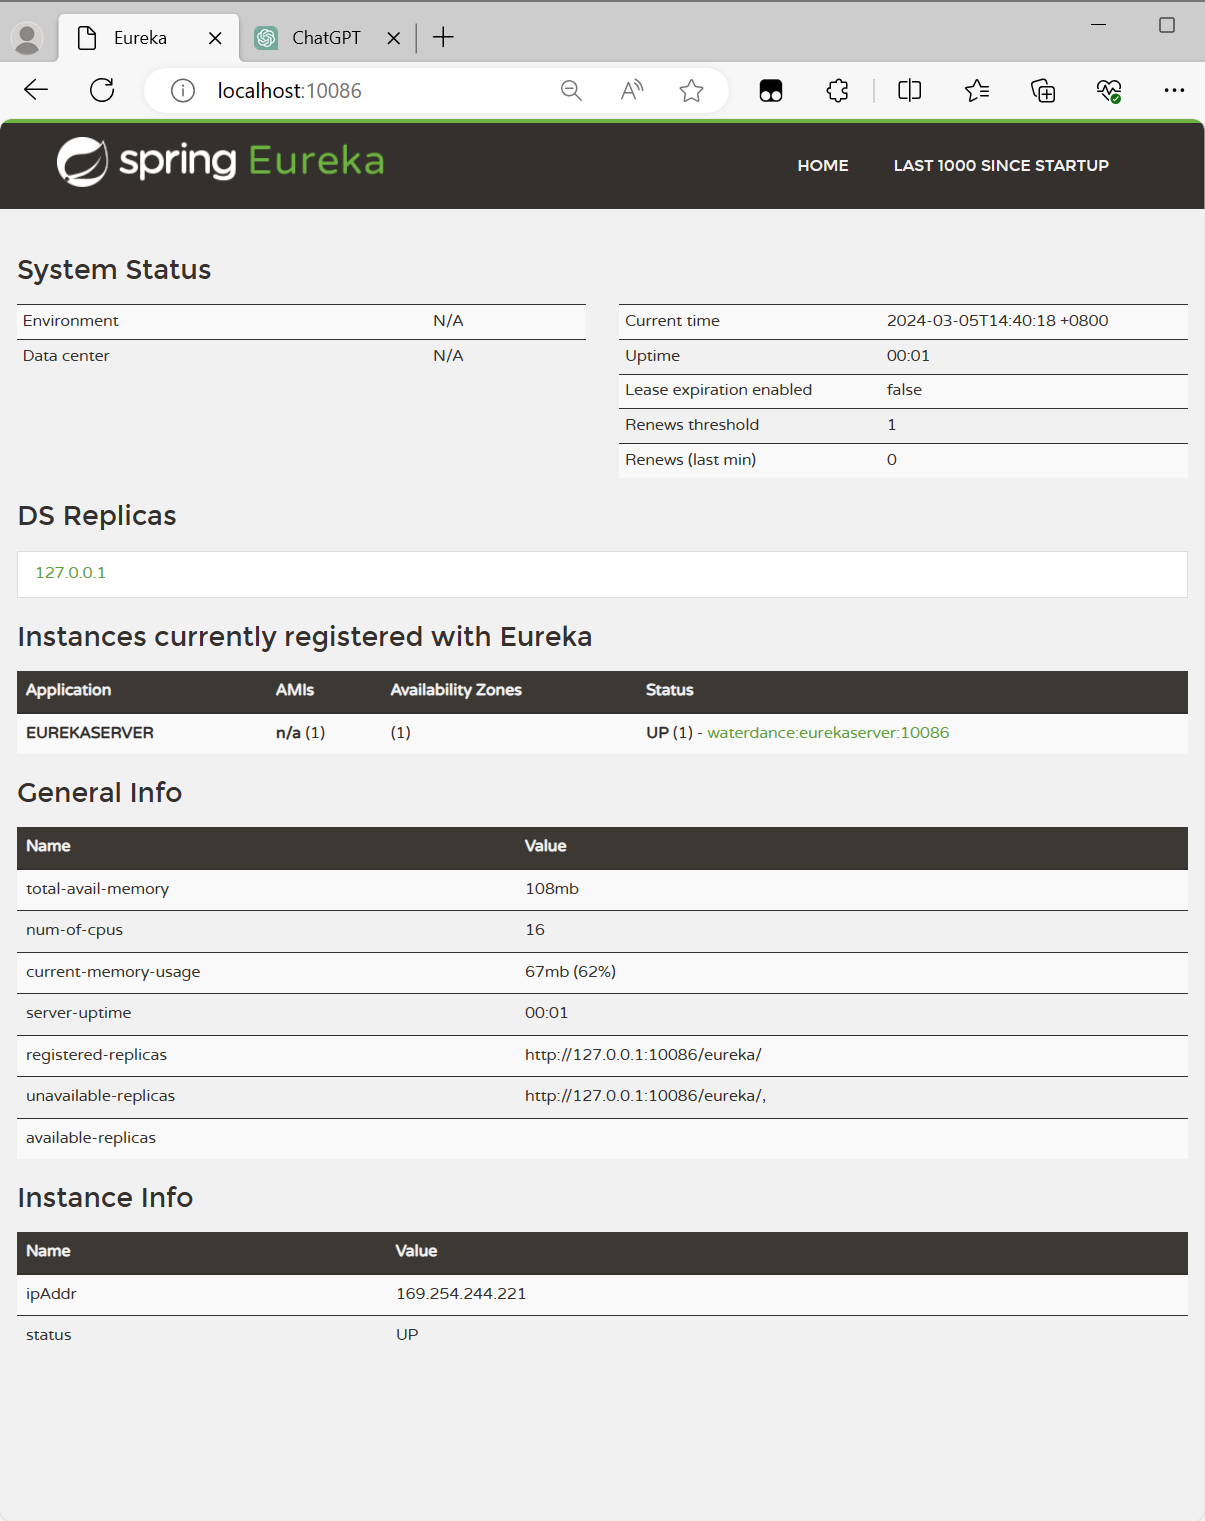 Eureka
ChatGPT
localhost:10086
spring Eureka
HOME LAST 1000 SINCE STARTUP
System Status
Environment N/A
Data center N/A
Current time 2024-03-05T14:40:18 +0800
Uptime 00:01
Lease expiration enabled false
Renews threshold 1
Renews (last min) 0
DS Replicas
127.0.0.1
Instances currently registered with Eureka
Application AMIs Availability Zones Status
EUREKASERVER n/a (1) (1) UP (1) - waterdance:eurekaserver:10086
General Info
Name Value
total-avail-memory 108mb
num-of-cpus 16
current-memory-usage 67mb (62%)
server-uptime 00:01
registered-replicas http://127.0.0.1:10086/eureka/
unavailable-replicas http://127.0.0.1:10086/eureka/,
available-replicas
Instance Info
Name Value
ipAddr 169.254.244.221
status UP